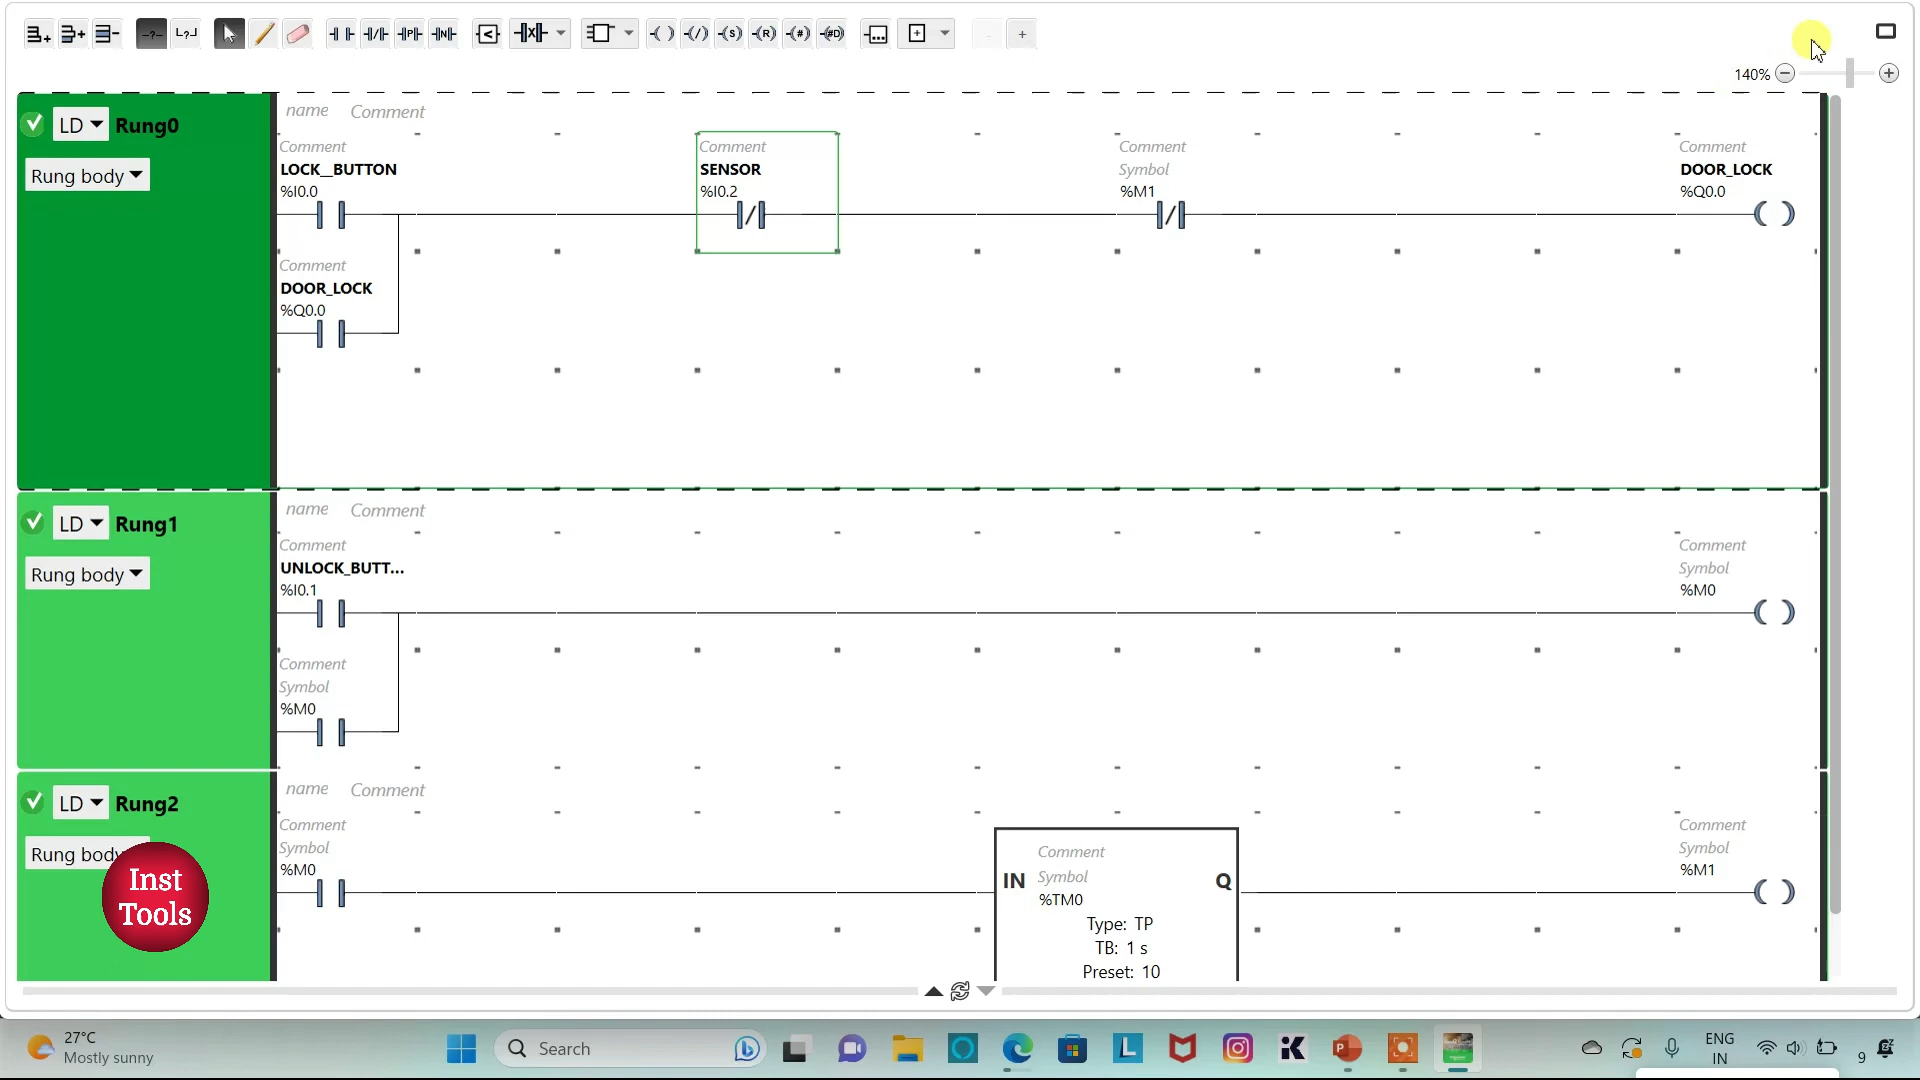 140%
LD Rung0
name Comment
Rung body
Comment
LOCK__BUTTON
%I0.0
Comment
SENSOR
%I0.2
Comment
Symbol
%M1
Comment
DOOR_LOCK
%Q0.0
Comment
DOOR_LOCK
%Q0.0
LD Rung1
name Comment
Rung body
Comment
UNLOCK_BUTT...
%I0.1
Comment
Symbol
%M0
Comment
Symbol
%M0
LD Rung2
name Comment
Rung body
Comment
Symbol
%M0
IN
Comment
Symbol
%TM0
Q
Type: TP
TB: 1 s
Preset: 10
Comment
Symbol
%M1
Inst
Tools
27°C
Mostly sunny
Search
ENG
IN
9